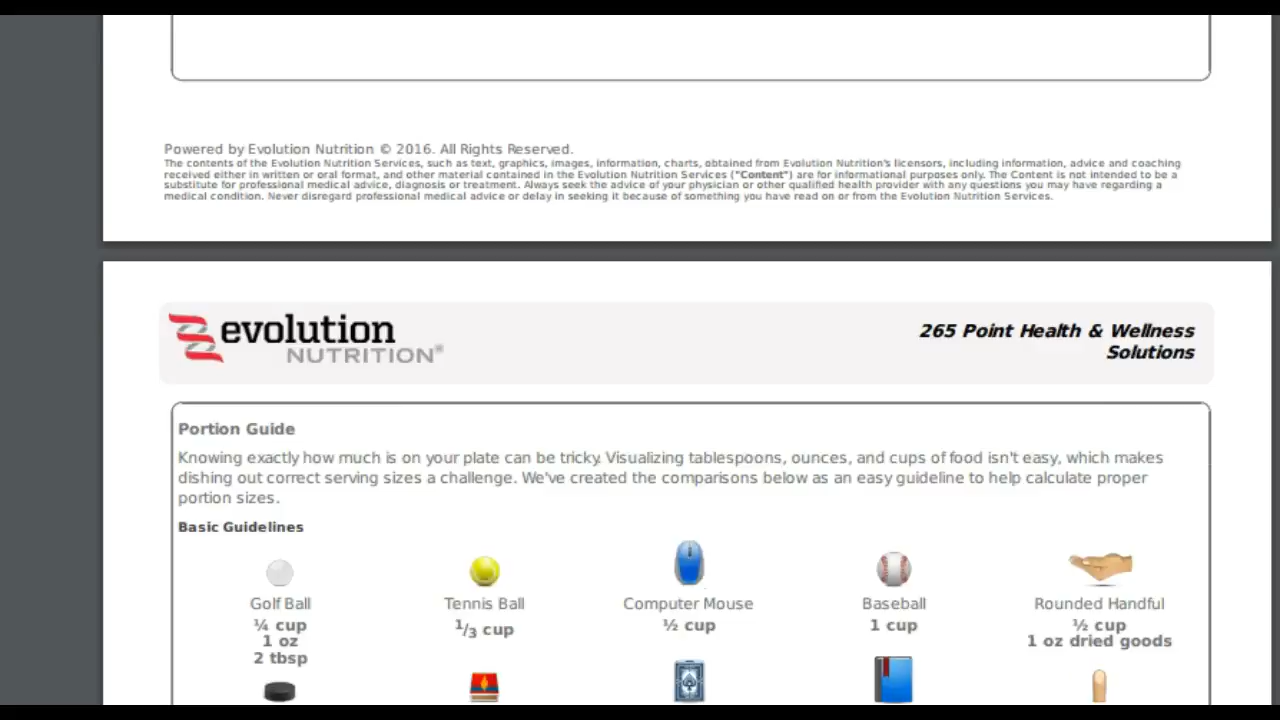 Powered by Evolution Nutrition © 2016. All Rights Reserved.
The contents of the Evolution Nutrition Services, such as text, graphics, images, information, charts, obtained from Evolution Nutrition's licensors, including information, advice and coaching
received either in written or oral format, and other material contained in the Evolution Nutrition Services ("Content") are for informational purposes only. The Content is not intended to be a
substitute for professional medical advice, diagnosis or treatment. Always seek the advice of your physician or other qualified health provider with any questions you may have regarding a
medical condition. Never disregard professional medical advice or delay in seeking it because of something you have read on or from the Evolution Nutrition Services.
evolution
NUTRITION®
265 Point Health & Wellness
Solutions
Portion Guide
Knowing exactly how much is on your plate can be tricky. Visualizing tablespoons, ounces, and cups of food isn't easy, which makes
dishing out correct serving sizes a challenge. We've created the comparisons below as an easy guideline to help calculate proper
portion sizes.
Basic Guidelines
Golf Ball Tennis Ball Computer Mouse Baseball Rounded Handful
¼ cup 1/3 cup ½ cup 1 cup ½ cup
1 oz 1 oz dried goods
2 tbsp